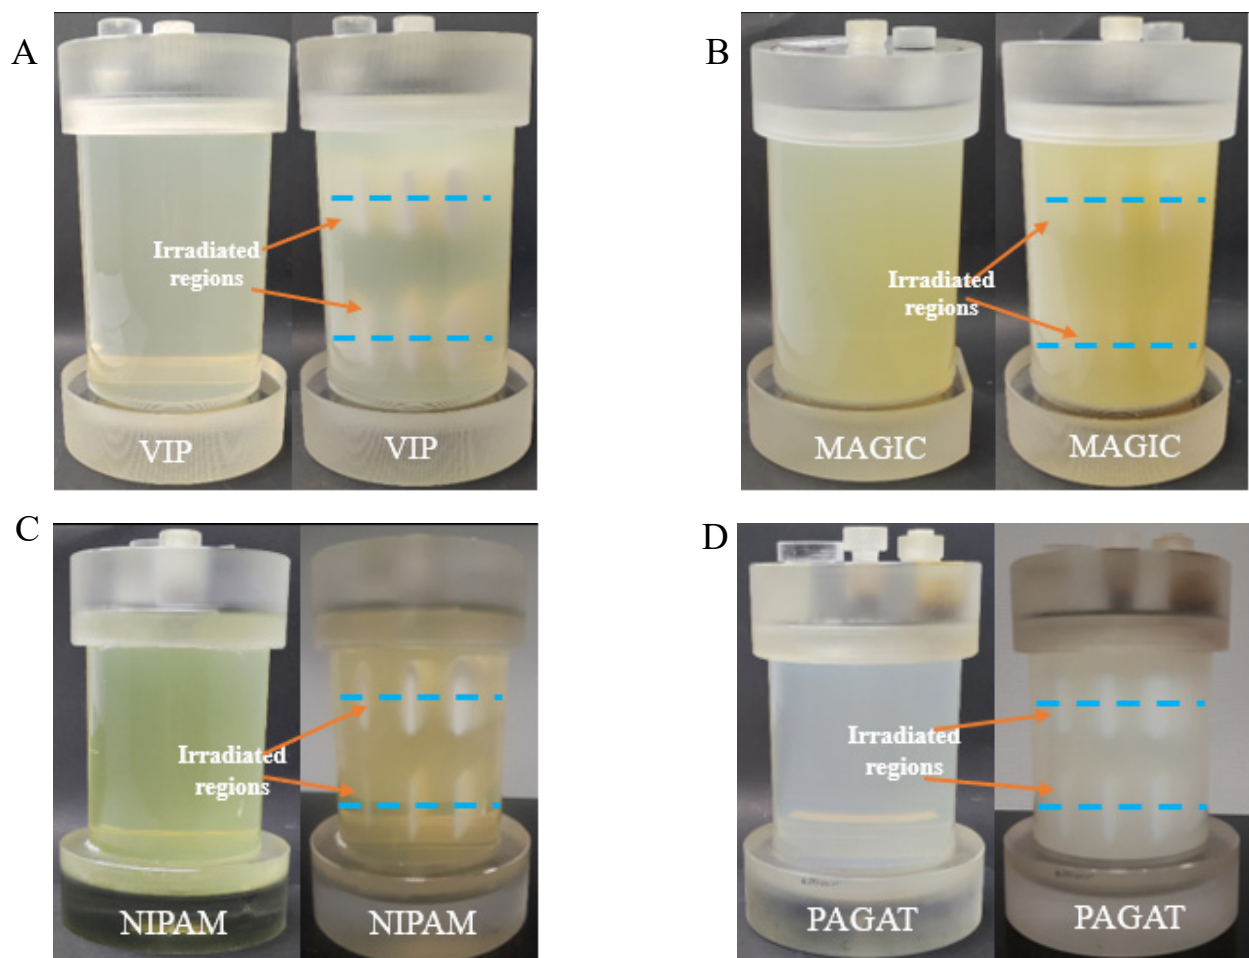 A
Irradiated
regions
VIP
VIP
B
Irradiated
regions
MAGIC
MAGIC
C
Irradiated
regions
NIPAM
NIPAM
D
Irradiated
regions
PAGAT
PAGAT